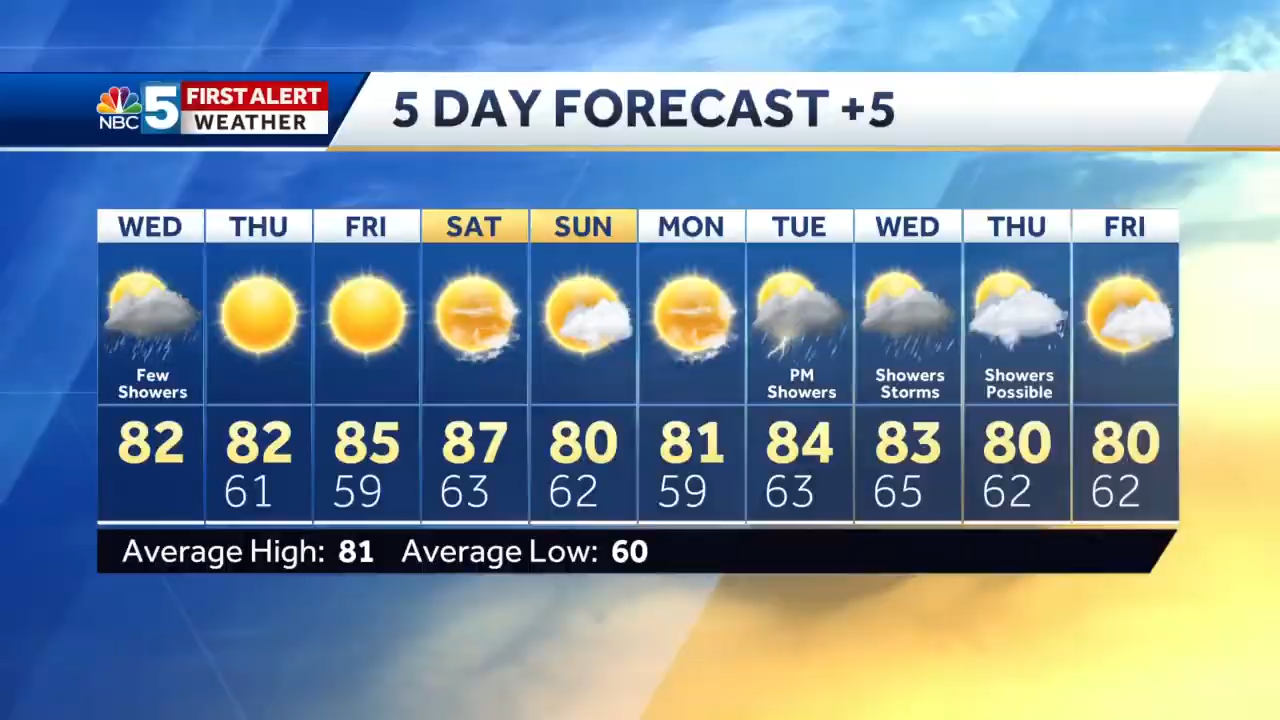 NBC 5 FIRST ALERT WEATHER
5 DAY FORECAST +5
WED THU FRI SAT SUN MON TUE WED THU FRI
Few Showers
PM Showers
Showers Storms
Showers Possible
82 82 85 87 80 81 84 83 80 80
61 59 63 62 59 63 65 62 62
Average High: 81 Average Low: 60